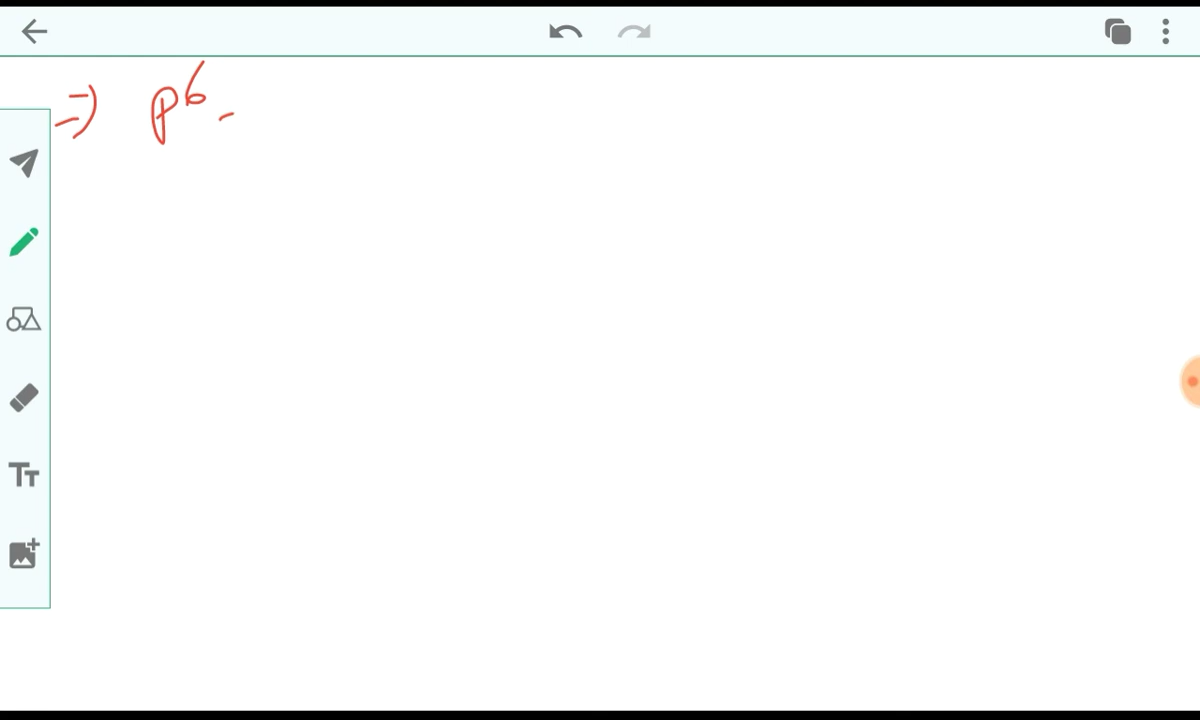 ⇒ p⁶ -